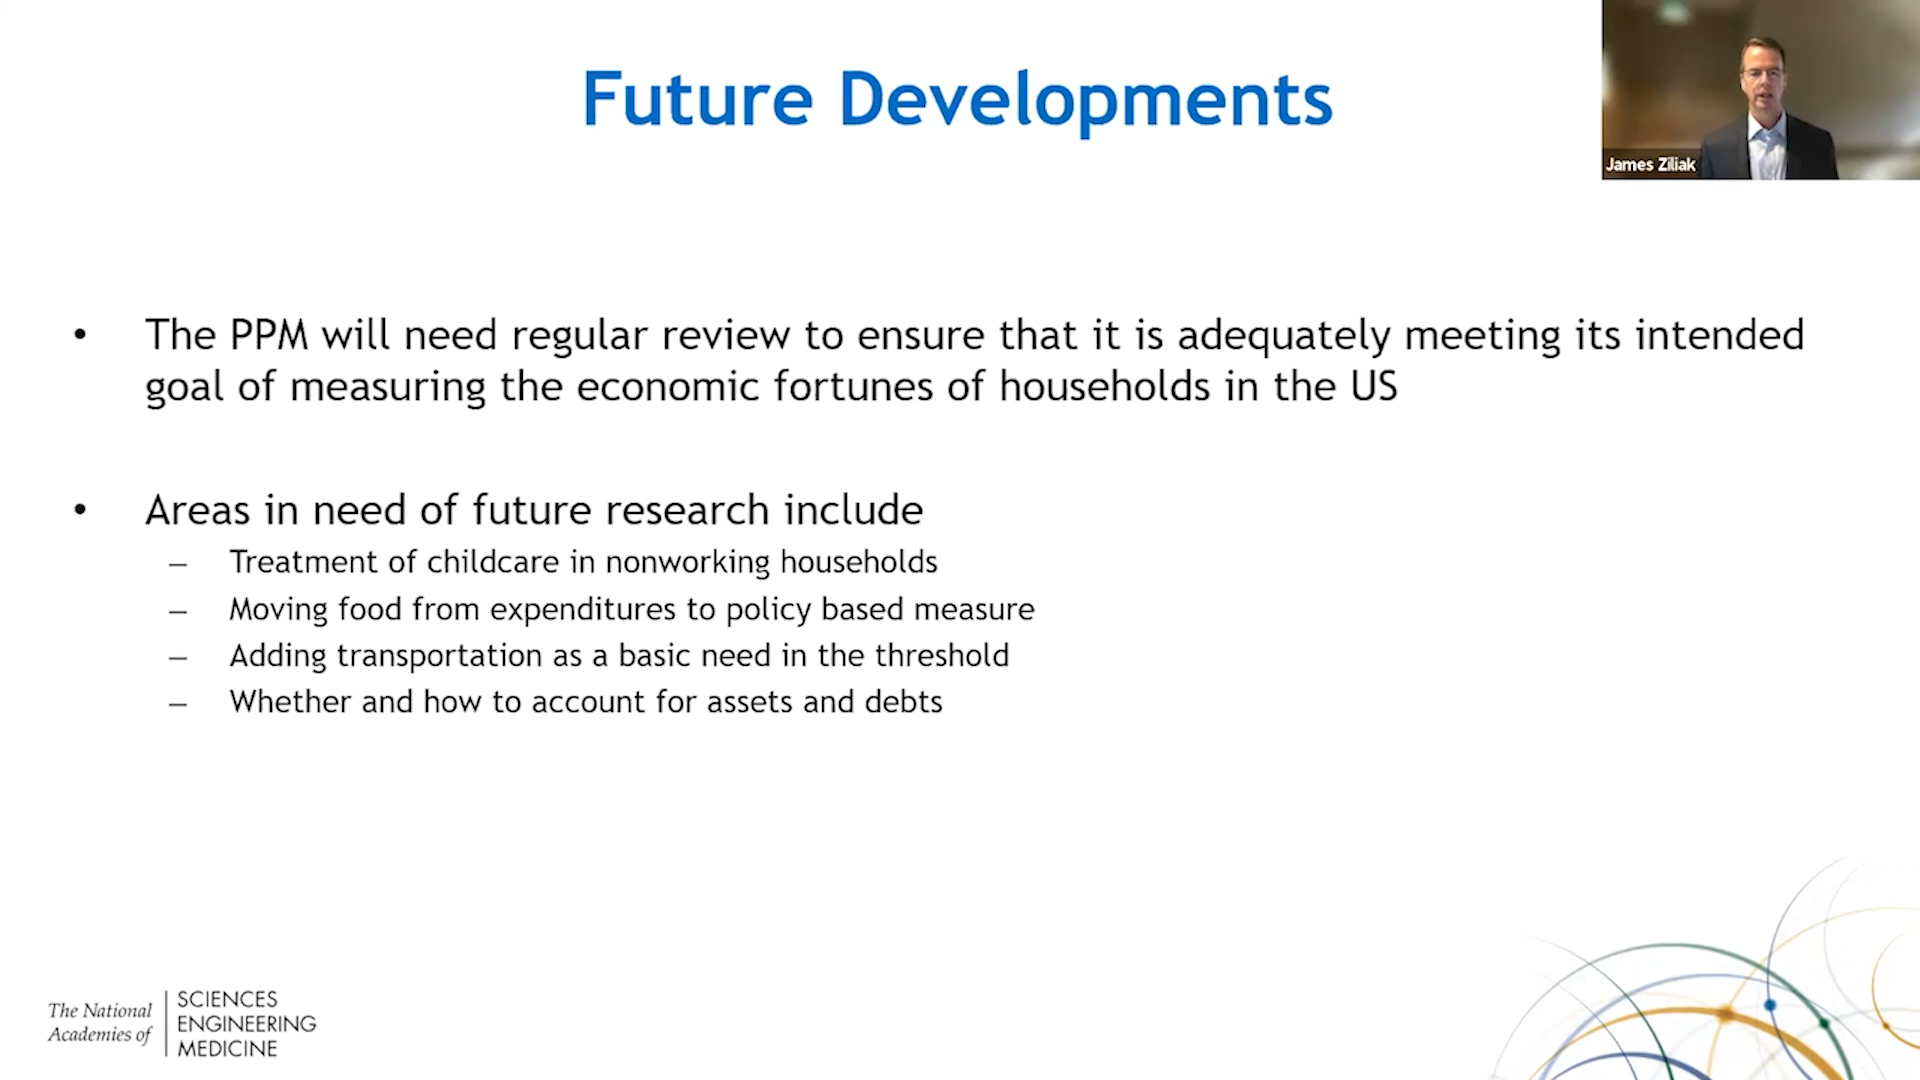 Future Developments
James Ziliak
• The PPM will need regular review to ensure that it is adequately meeting its intended
goal of measuring the economic fortunes of households in the US
• Areas in need of future research include
– Treatment of childcare in nonworking households
– Moving food from expenditures to policy based measure
– Adding transportation as a basic need in the threshold
– Whether and how to account for assets and debts
The National
Academies of
SCIENCES
ENGINEERING
MEDICINE